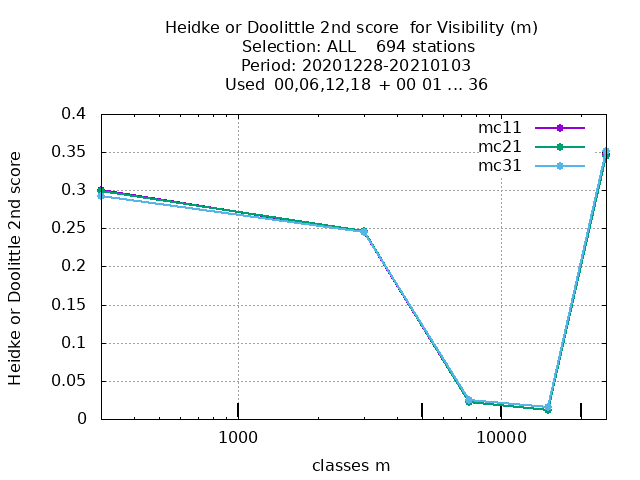 Heidke or Doolittle 2nd score  for Visibility (m)
Selection: ALL    694 stations
Period: 20201228-20210103
Used  00,06,12,18 + 00 01 ... 36
Heidke or Doolittle 2nd score
0.4
0.35
0.3
0.25
0.2
0.15
0.1
0.05
0
mc11
mc21
mc31
1000
10000
classes m